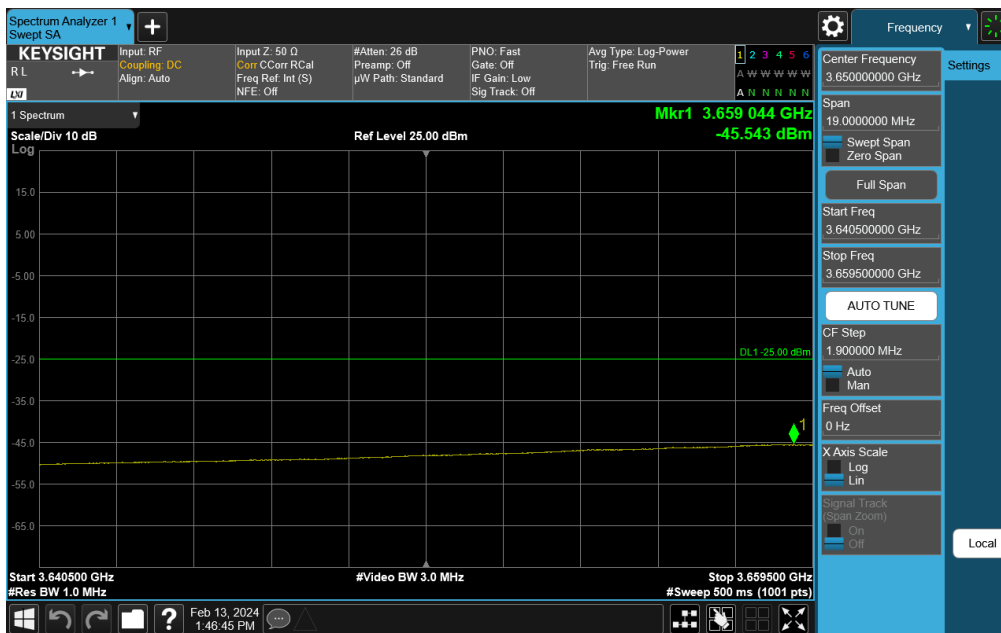 Spectrum Analyzer 1
Swept SA
Frequency
KEYSIGHT
R L
LXI
Input: RF
Coupling: DC
Align: Auto
Input Z: 50 Ω
Corr CCorr RCal
Freq Ref: Int (S)
NFE: Off
#Atten: 26 dB
Preamp: Off
µW Path: Standard
PNO: Fast
Gate: Off
IF Gain: Low
Sig Track: Off
Avg Type: Log-Power
Trig: Free Run
1 2 3 4 5 6
A W W W W W
A N N N N N
1 Spectrum
Scale/Div 10 dB
Log
Ref Level 25.00 dBm
Mkr1 3.659 044 GHz
-45.543 dBm
15.0
5.00
-5.00
-15.0
-25.0
DL1 -25.00 dBm
-35.0
1
-45.0
-55.0
-65.0
Start 3.640500 GHz
#Res BW 1.0 MHz
#Video BW 3.0 MHz
Stop 3.659500 GHz
#Sweep 500 ms (1001 pts)
Center Frequency
3.650000000 GHz
Settings
Span
19.0000000 MHz
Swept Span
Zero Span
Full Span
Start Freq
3.640500000 GHz
Stop Freq
3.659500000 GHz
AUTO TUNE
CF Step
1.900000 MHz
Auto
Man
Freq Offset
0 Hz
X Axis Scale
Log
Lin
Signal Track
(Span Zoom)
On
Off
Local
?
Feb 13, 2024
1:46:45 PM